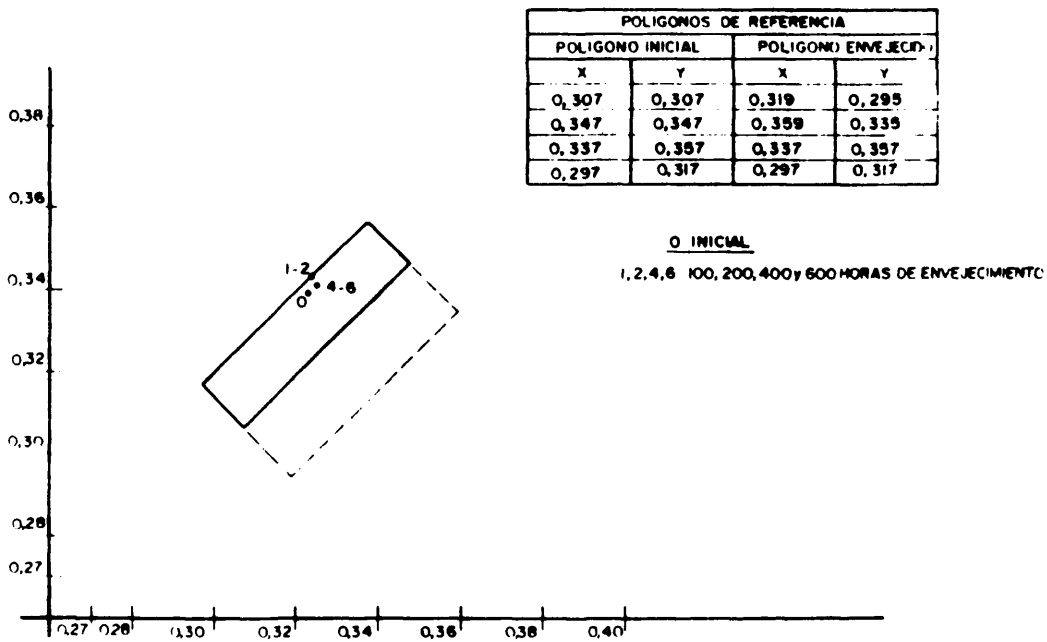 POLIGONOS DE REFERENCIA
POLIGONO INICIAL POLIGONO ENVEJECIDO
X Y X Y
0,307 0,307 0,319 0,295
0,347 0,347 0,359 0,335
0,337 0,357 0,337 0,357
0,297 0,317 0,297 0,317
0 INICIAL
1,2,4,6 100,200,400y 600 HORAS DE ENVEJECIMIENTO
0,38
0,36
0,34
0,32
0,30
0,28
0,27
1-2
4-6
0
0,27 0,28 0,30 0,32 0,34 0,36 0,38 0,40